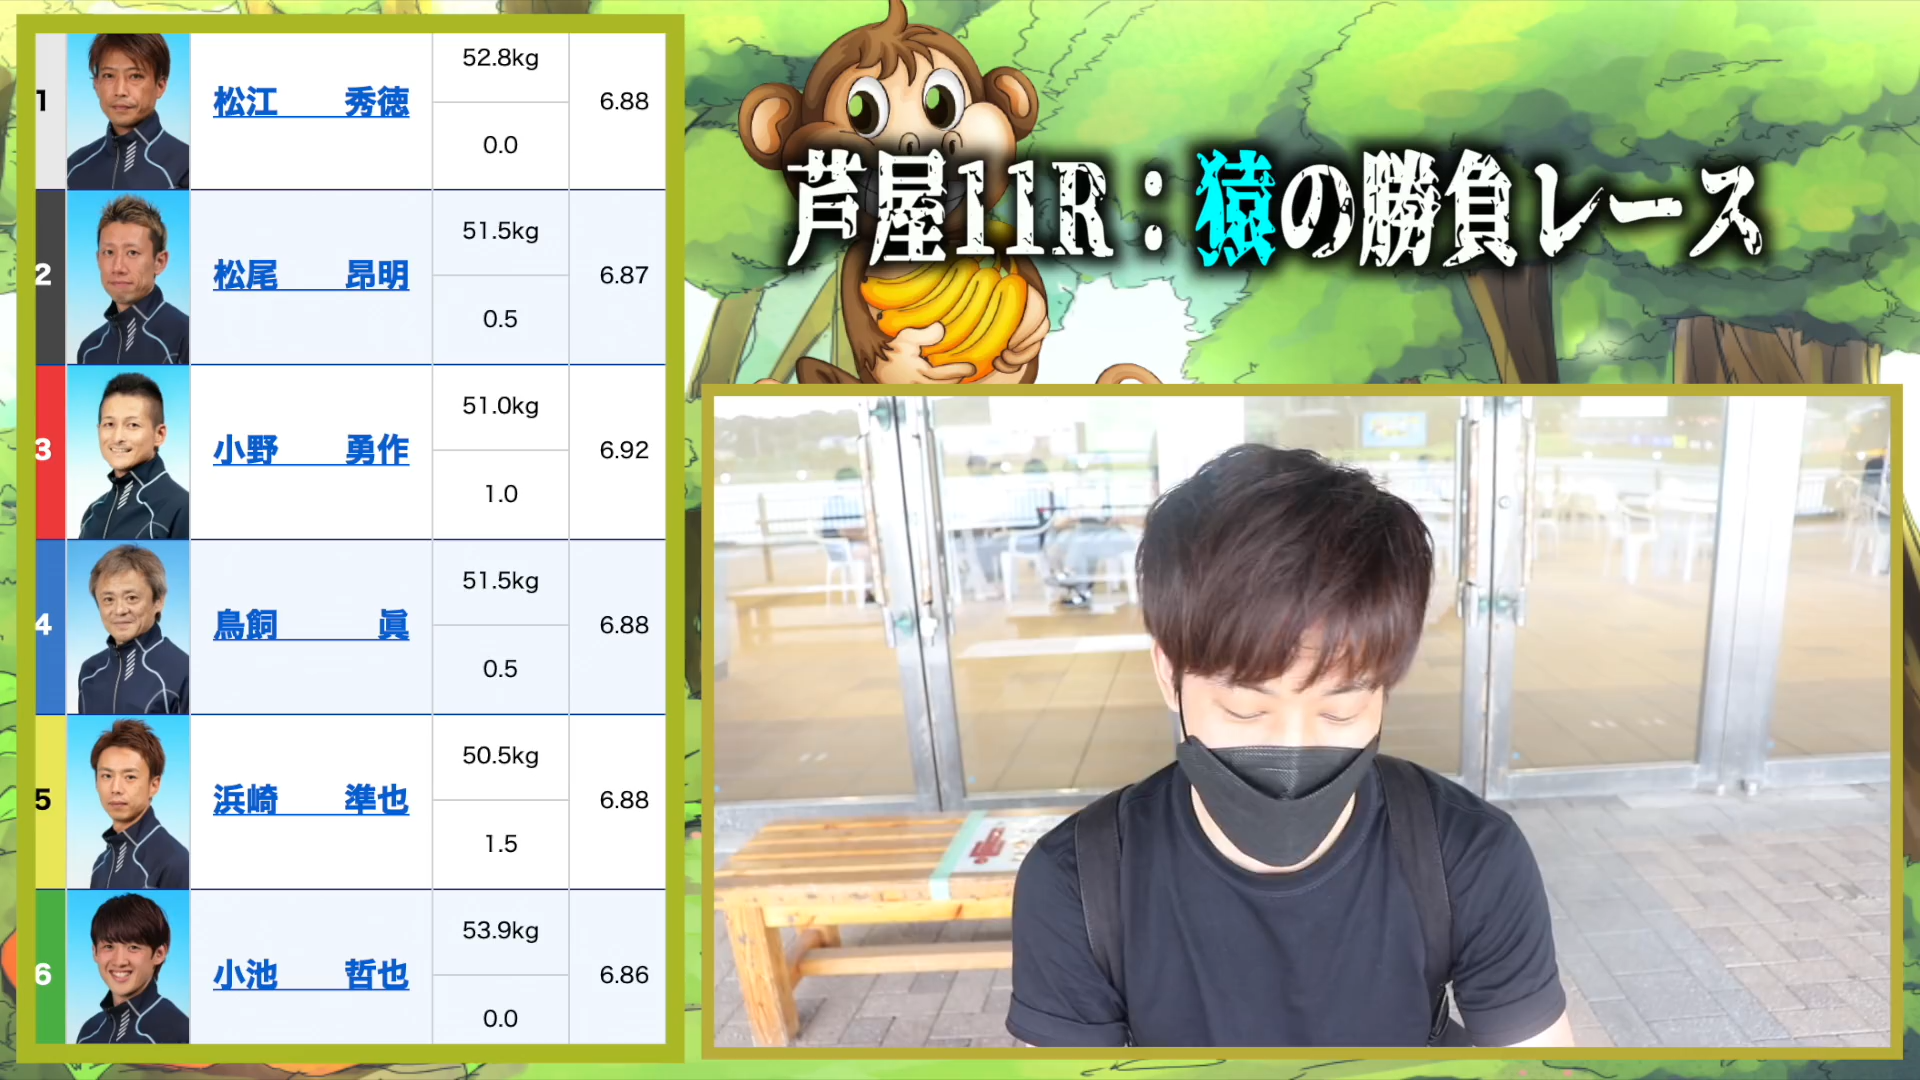 芦屋11R：猿の勝負レース
1 松江 秀徳 52.8kg 0.0 6.88
2 松尾 昂明 51.5kg 0.5 6.87
3 小野 勇作 51.0kg 1.0 6.92
4 鳥飼 眞 51.5kg 0.5 6.88
5 浜崎 準也 50.5kg 1.5 6.88
6 小池 哲也 53.9kg 0.0 6.86